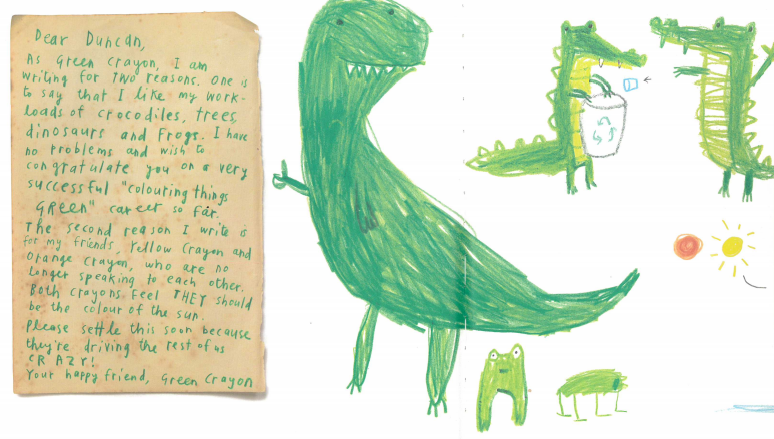 Dear Duncan,
As Green Crayon, I am
writing for two reasons. One is
to say that I like my work-
loads of crocodiles, trees,
dinosaurs and frogs. I have
no problems and wish to
congratulate you on a very
successful "colouring things
GREEN" career so far.
The second reason I write is
for my friends, Yellow Crayon and
Orange Crayon, who are no
longer speaking to each other.
Both crayons feel THEY should
be the colour of the sun.
Please settle this soon because
they're driving the rest of us
CRAZY!
Your happy friend, Green Crayon